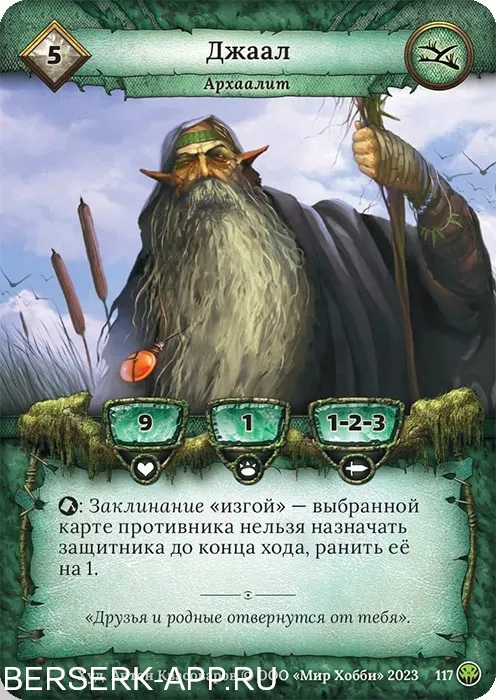 5
Джаал
Архаалит
9
1
1-2-3
: Заклинание «изгой» — выбранной
карте противника нельзя назначать
защитника до конца хода, ранить её
на 1.
«Друзья и родные отвернутся от тебя».
© ООО «Мир Хобби» 2023
117
BERSERK-APP.RU